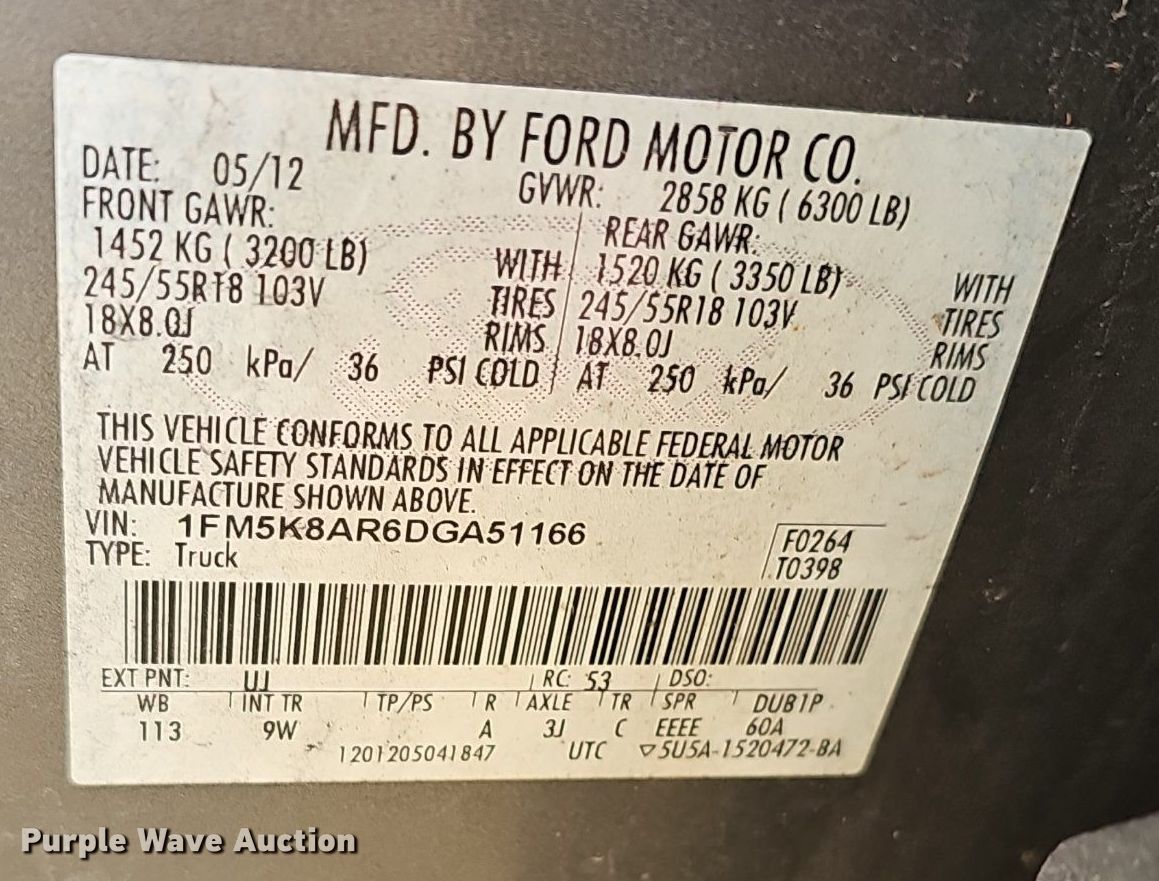 MFD. BY FORD MOTOR CO.
DATE: 05/12 GVWR: 2858 KG ( 6300 LB)
FRONT GAWR: REAR GAWR:
1452 KG ( 3200 LB) WITH 1520 KG ( 3350 LB) WITH
245/55R18 103V TIRES 245/55R18 103V TIRES
18X8.0J RIMS 18X8.0J RIMS
AT 250 kPa/ 36 PSI COLD AT 250 kPa/ 36 PSI COLD
THIS VEHICLE CONFORMS TO ALL APPLICABLE FEDERAL MOTOR
VEHICLE SAFETY STANDARDS IN EFFECT ON THE DATE OF
MANUFACTURE SHOWN ABOVE.
VIN: 1FM5K8AR6DGA51166 F0264
TYPE: Truck T0398
EXT PNT: UJ RC: 53 DSO:
WB INT TR TP/PS R AXLE TR SPR DUB1P
113 9W A 3J C EEEE 60A
1201205041847 UTC ▽5U5A-1520472-BA
Purple Wave Auction